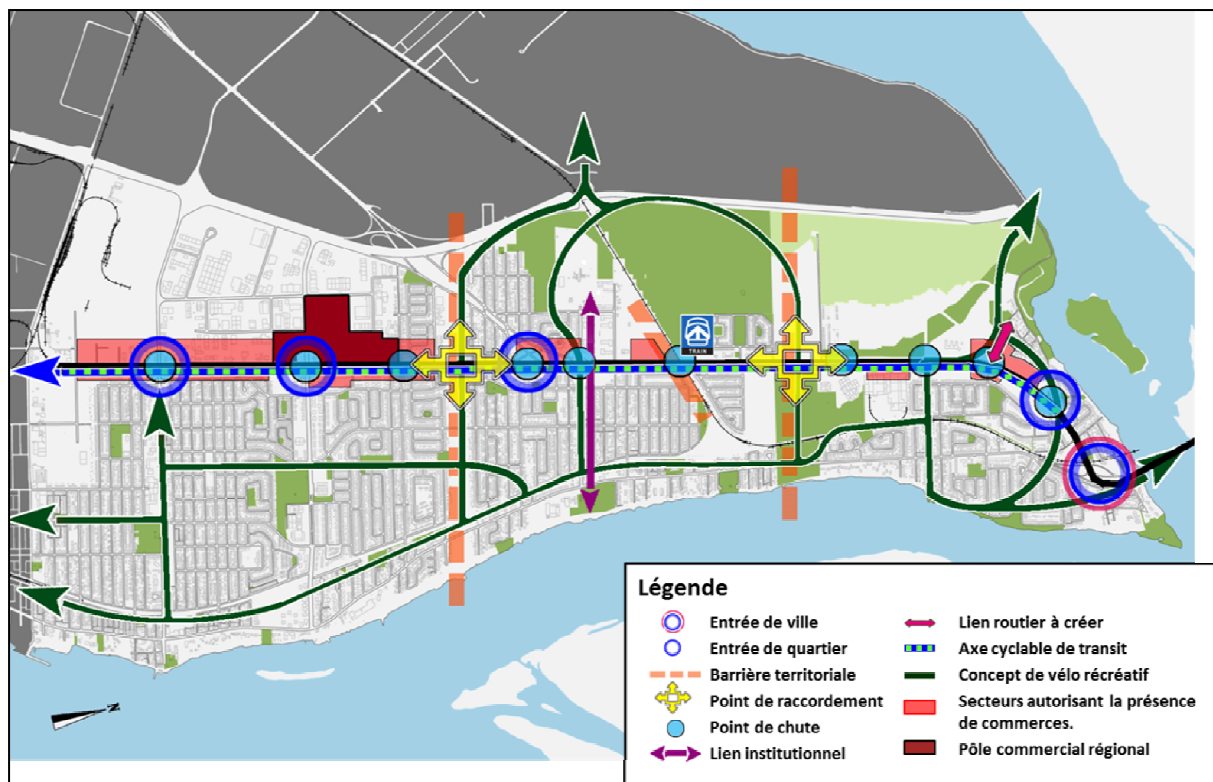 TRAIN
N
Légende
Entrée de ville
Entrée de quartier
Barrière territoriale
Point de raccordement
Point de chute
Lien institutionnel
Lien routier à créer
Axe cyclable de transit
Concept de vélo récréatif
Secteurs autorisant la présence
de commerces.
Pôle commercial régional